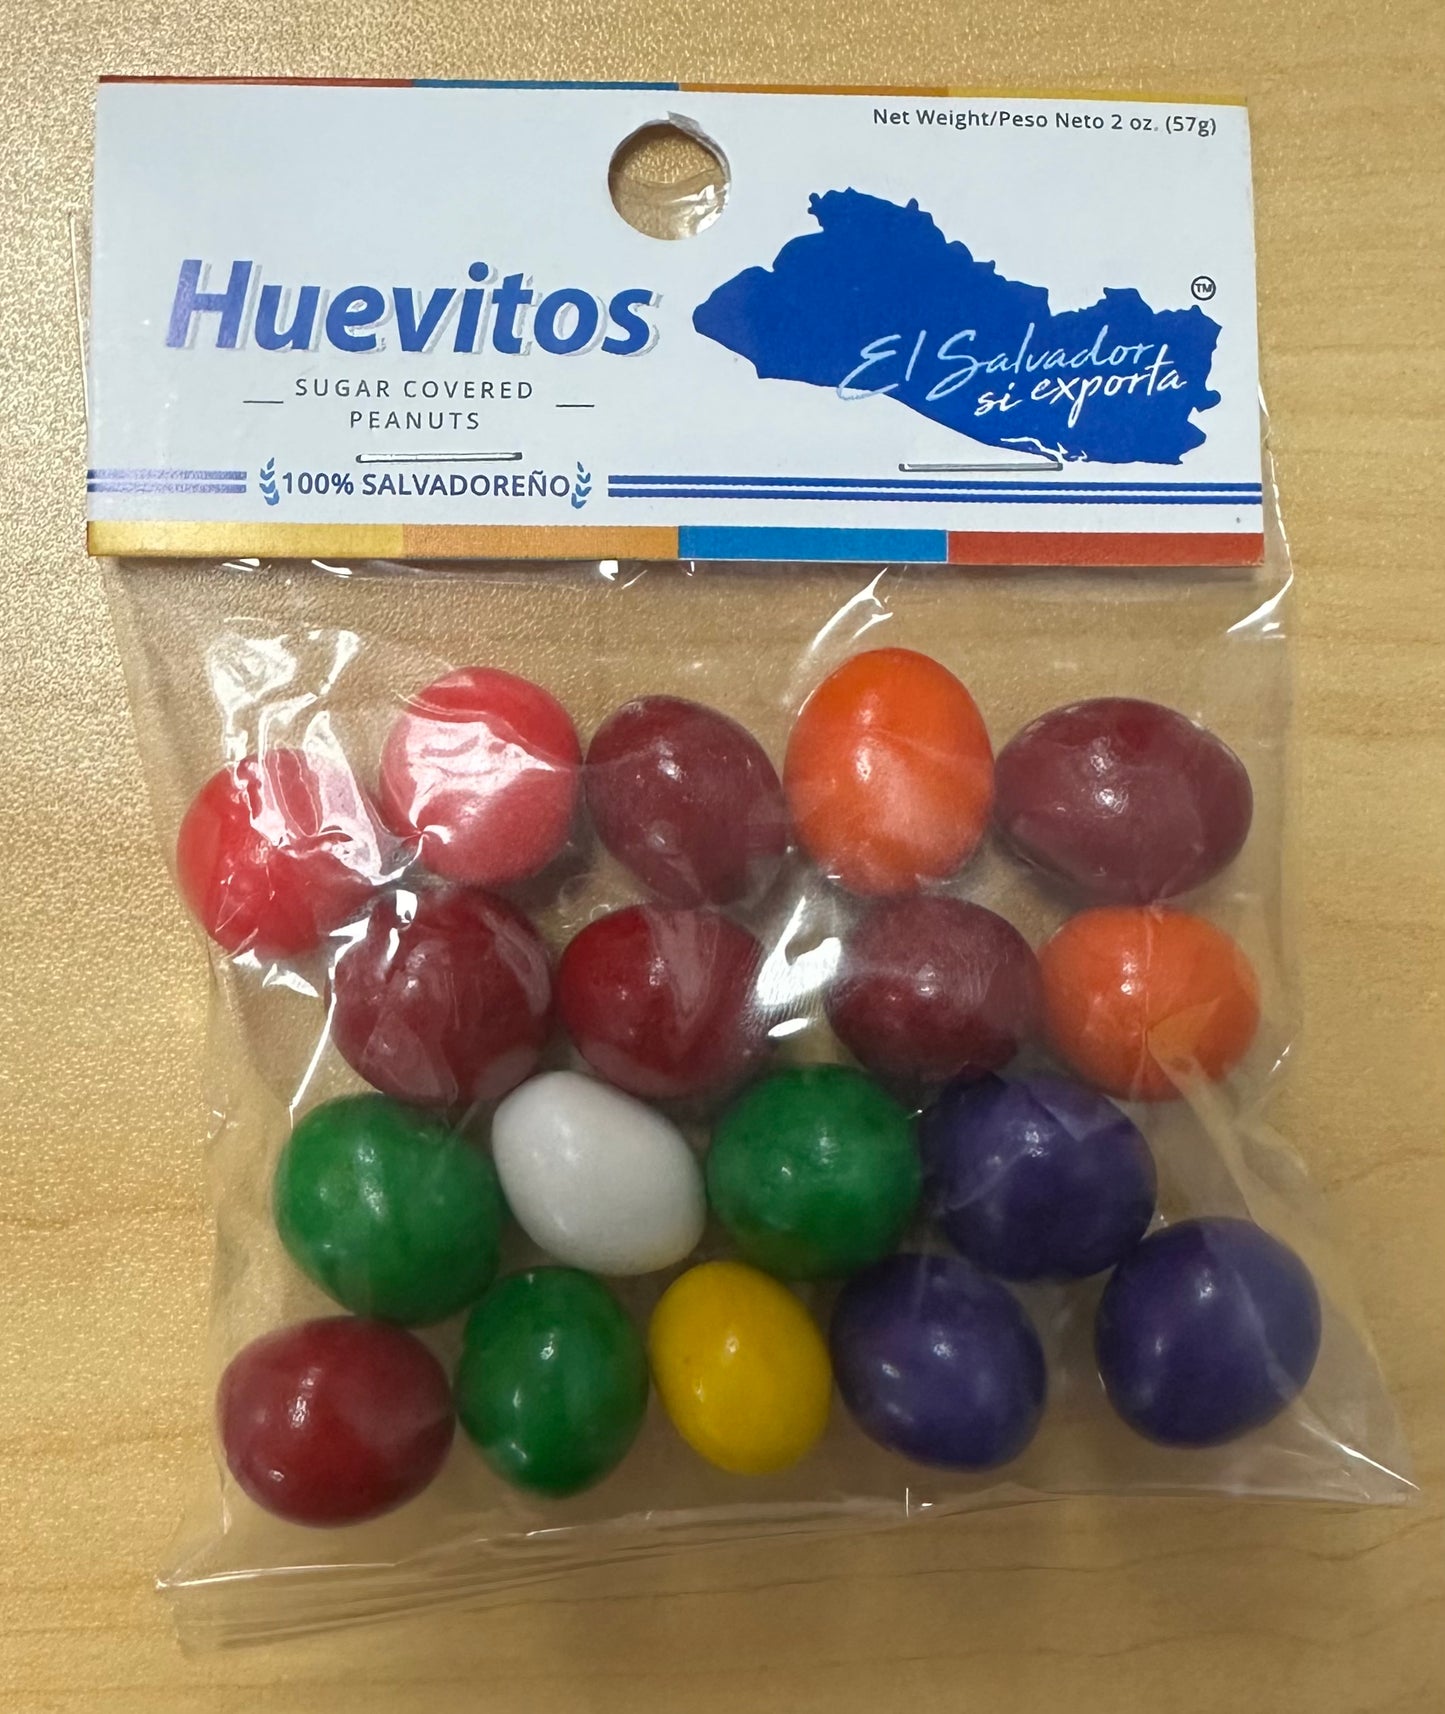 Net Weight/Peso Neto 2 oz. (57g)
Huevitos
SUGAR COVERED
PEANUTS
100% SALVADOREÑO
El Salvador
si exporta
TM